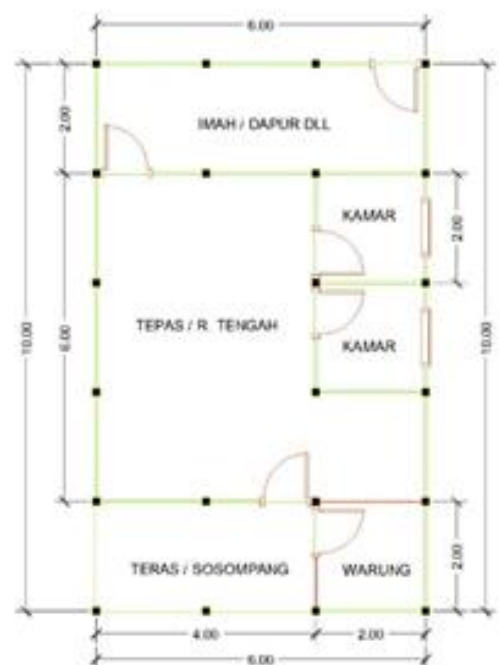 6.00
2.00
IMAH / DAPUR DLL
KAMAR
2.00
10.00
6.00
TEPAS / R. TENGAH
KAMAR
10.00
TERAS / SOSOMPANG
WARUNG
2.00
4.00
2.00
6.00